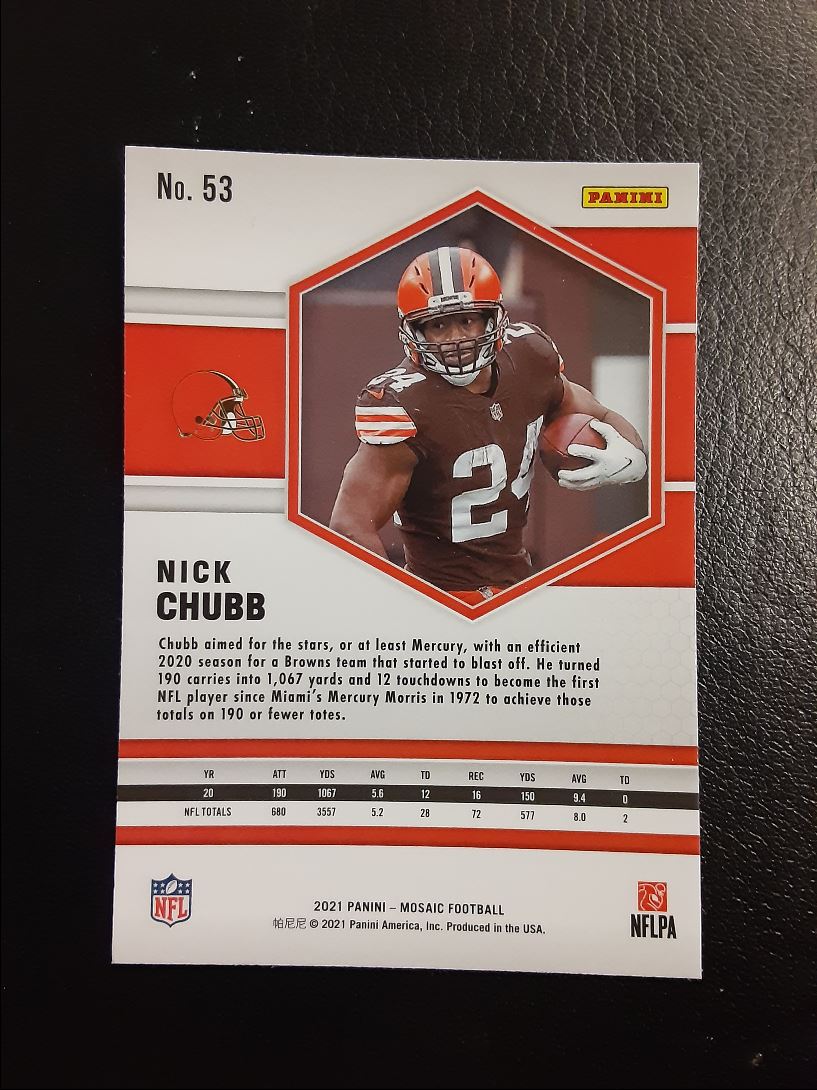 No. 53
PANINI
24
24
24
NICK
CHUBB
Chubb aimed for the stars, or at least Mercury, with an efficient
2020 season for a Browns team that started to blast off. He turned
190 carries into 1,067 yards and 12 touchdowns to become the first
NFL player since Miami's Mercury Morris in 1972 to achieve those
totals on 190 or fewer totes.
YR ATT YDS AVG TD REC YDS AVG TD
20 190 1067 5.6 12 16 150 9.4 0
NFL TOTALS 680 3557 5.2 28 72 577 8.0 2
NFL
2021 PANINI – MOSAIC FOOTBALL
帕尼尼 © 2021 Panini America, Inc. Produced in the USA.
NFLPA